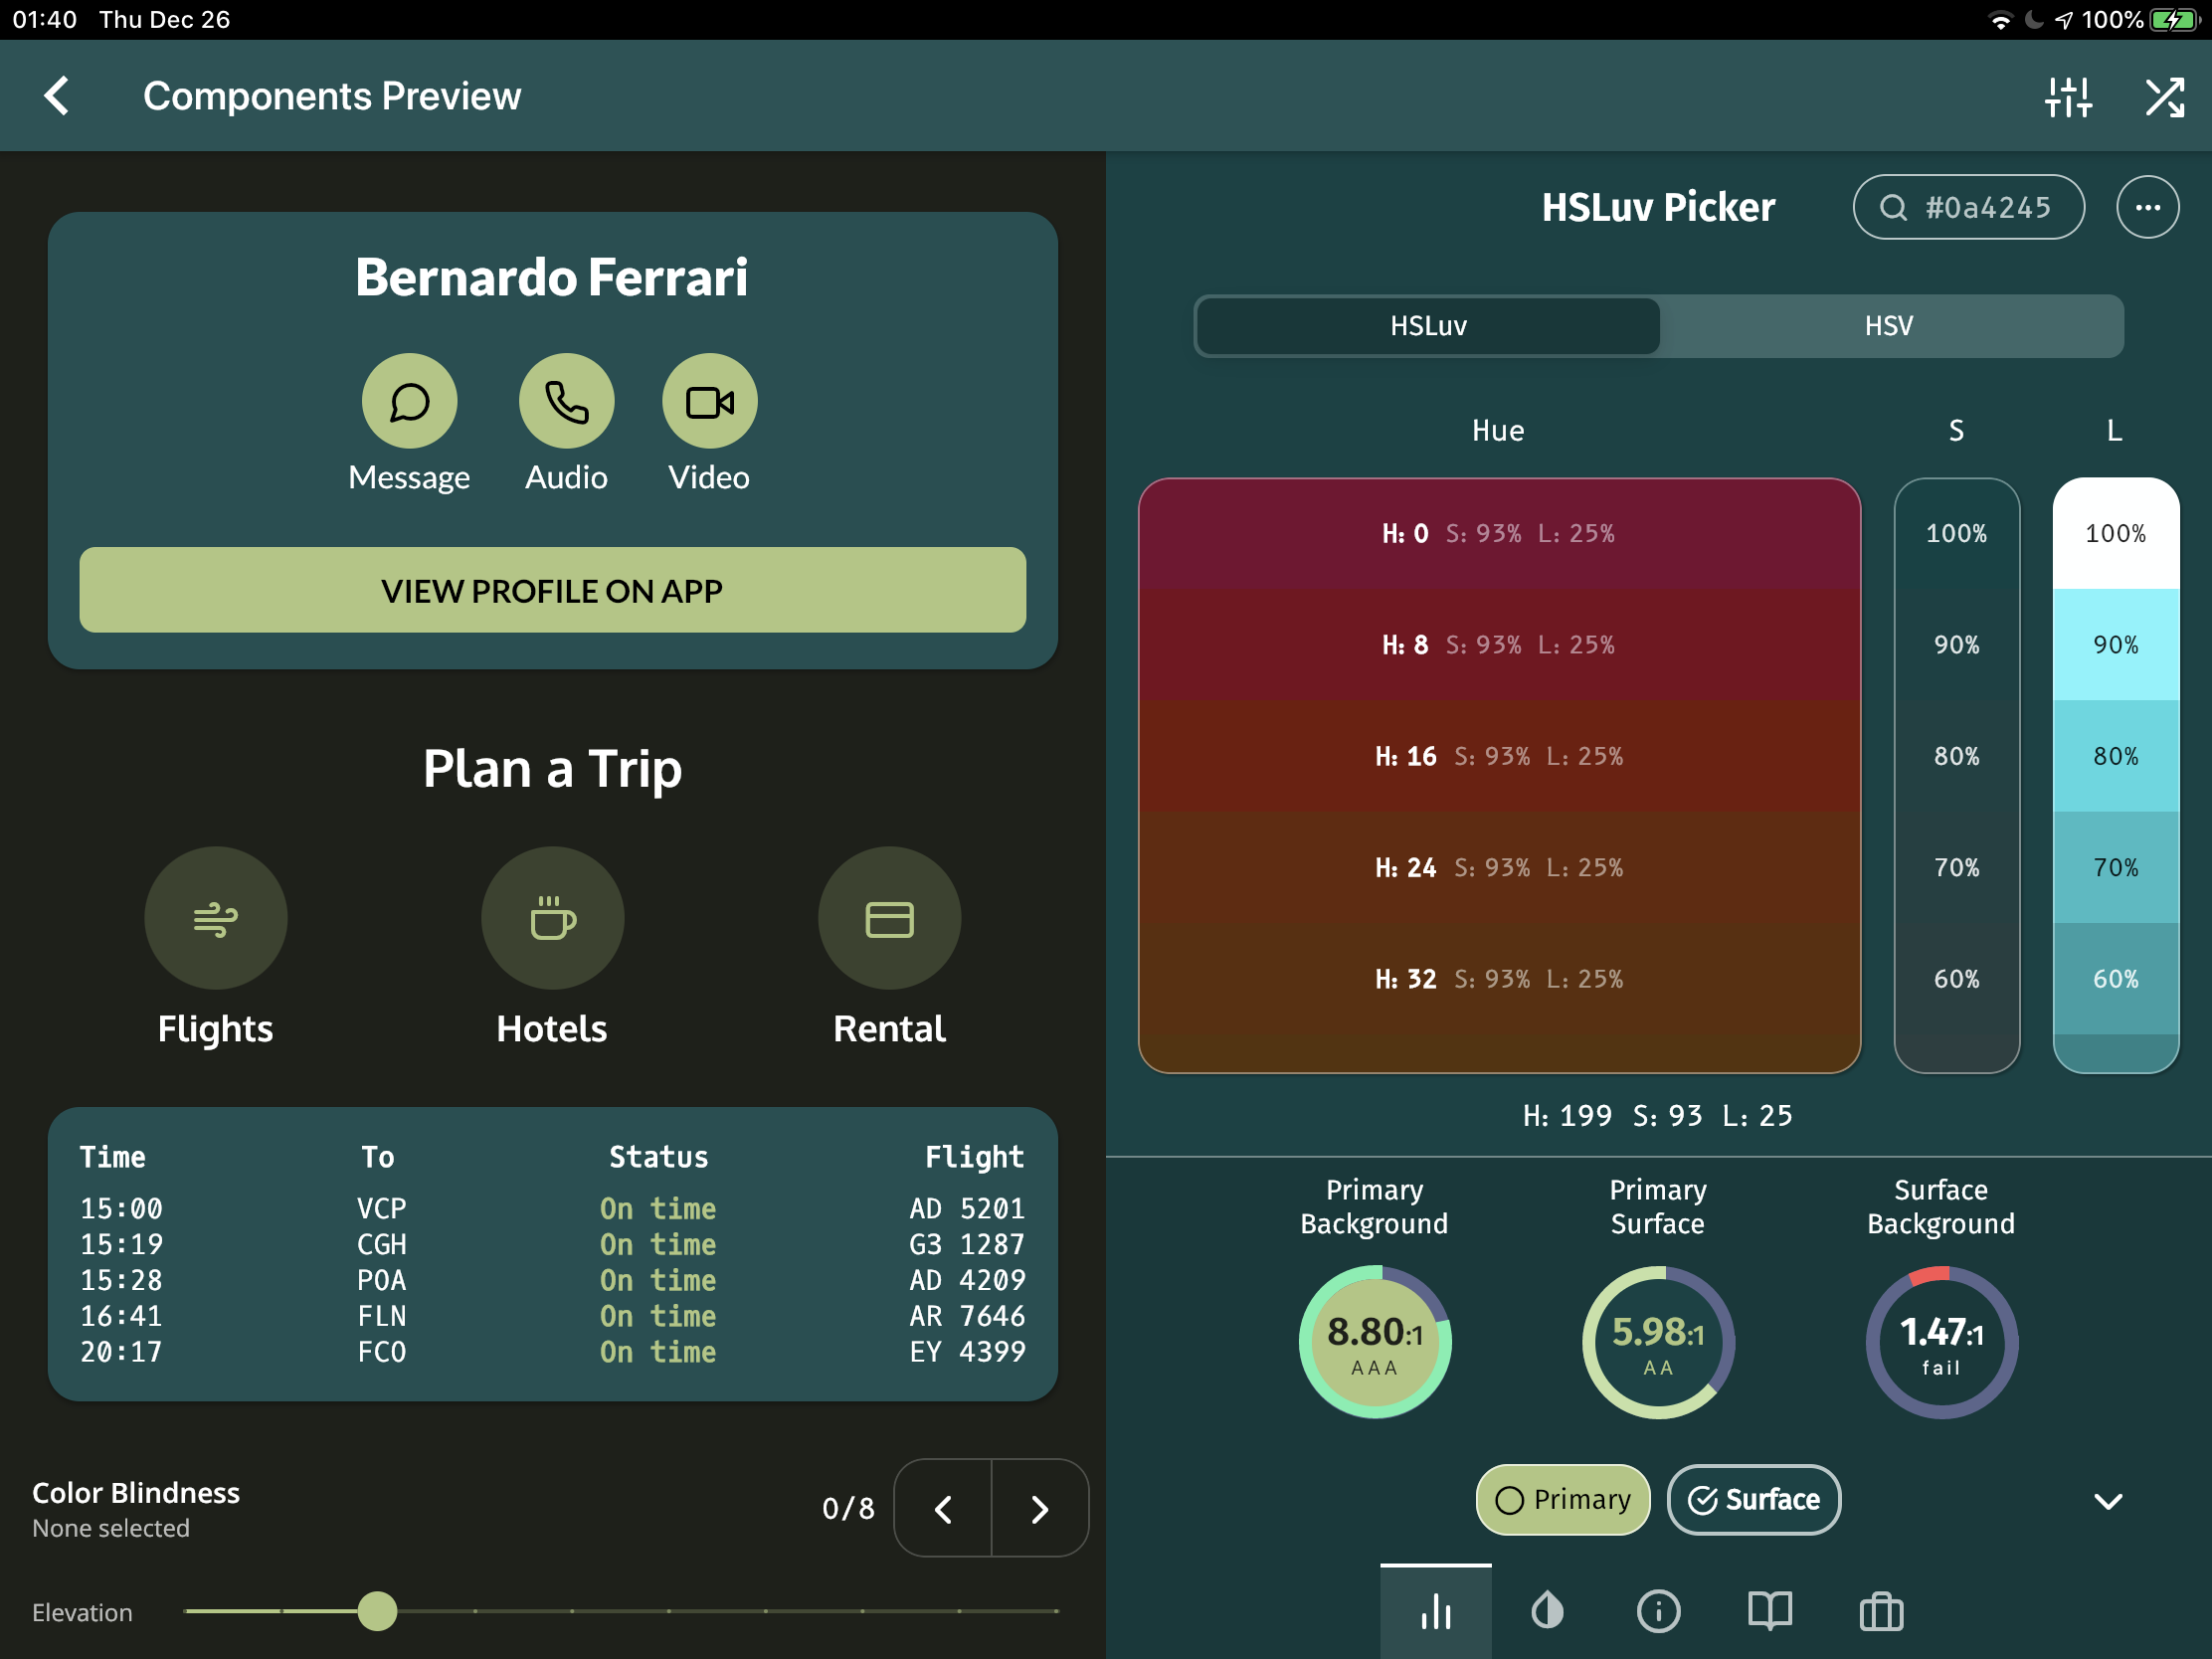 01:40 Thu Dec 26 100%
Components Preview
Bernardo Ferrari
Message Audio Video
VIEW PROFILE ON APP
Plan a Trip
Flights Hotels Rental
Time To Status Flight
15:00 VCP On time AD 5201
15:19 CGH On time G3 1287
15:28 POA On time AD 4209
16:41 FLN On time AR 7646
20:17 FCO On time EY 4399
Color Blindness
None selected
0/8
Elevation
HSLuv Picker #0a4245
HSLuv HSV
Hue S L
H: 0 S: 93% L: 25% 100% 100%
H: 8 S: 93% L: 25% 90% 90%
H: 16 S: 93% L: 25% 80% 80%
H: 24 S: 93% L: 25% 70% 70%
H: 32 S: 93% L: 25% 60% 60%
H: 199 S: 93 L: 25
Primary Background
8.80:1
AAA
Primary Surface
5.98:1
AA
Surface Background
1.47:1
fail
Primary Surface